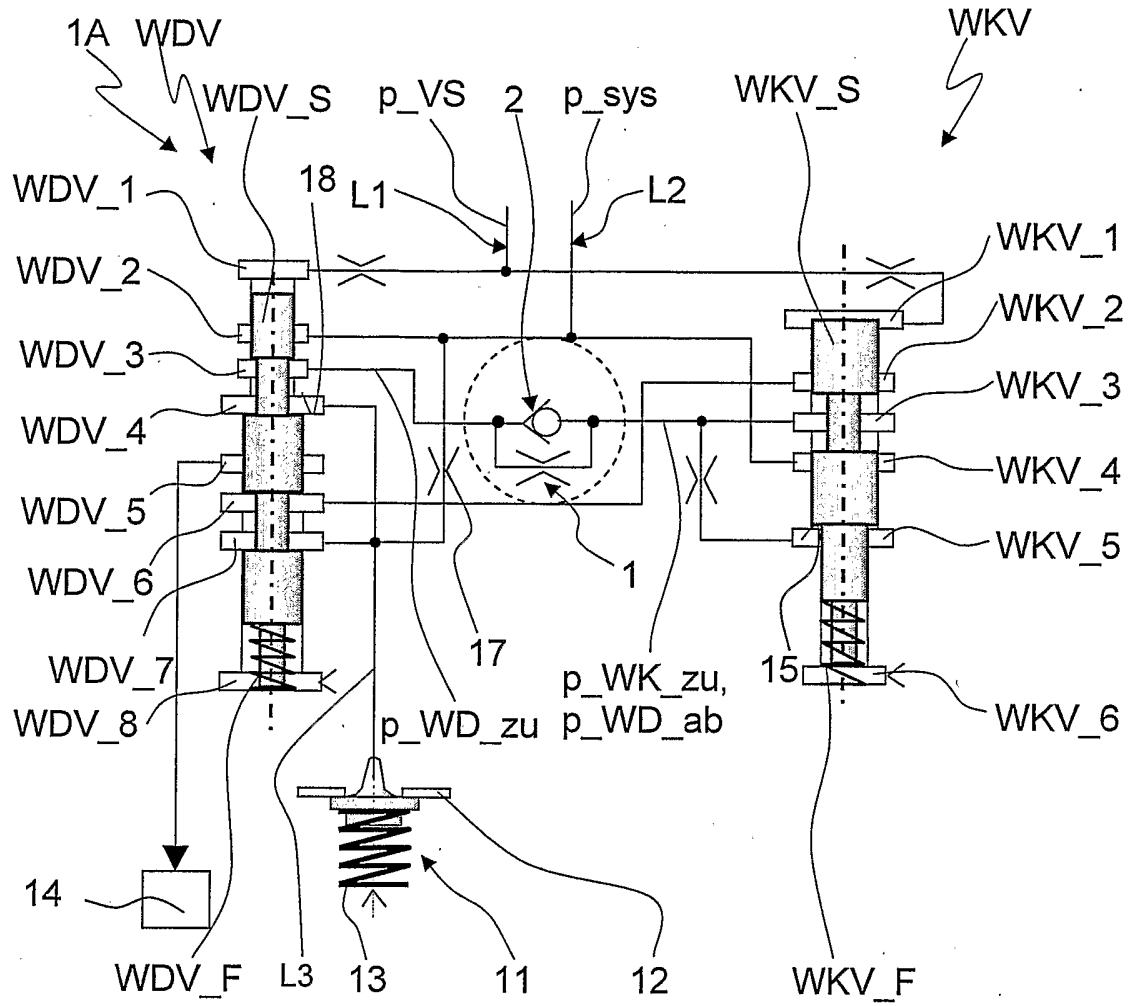 1A WDV WKV
WDV_S p_VS 2 p_sys WKV_S
WDV_1 18 L1 L2
WDV_2 WKV_1
WDV_3 WKV_2
WDV_4 WKV_3
WDV_5 WKV_4
WDV_6 1 WKV_5
WDV_7 17 15
WDV_8 p_WD_zu p_WK_zu,
p_WD_ab WKV_6
14
WDV_F L3 13 11 12 WKV_F